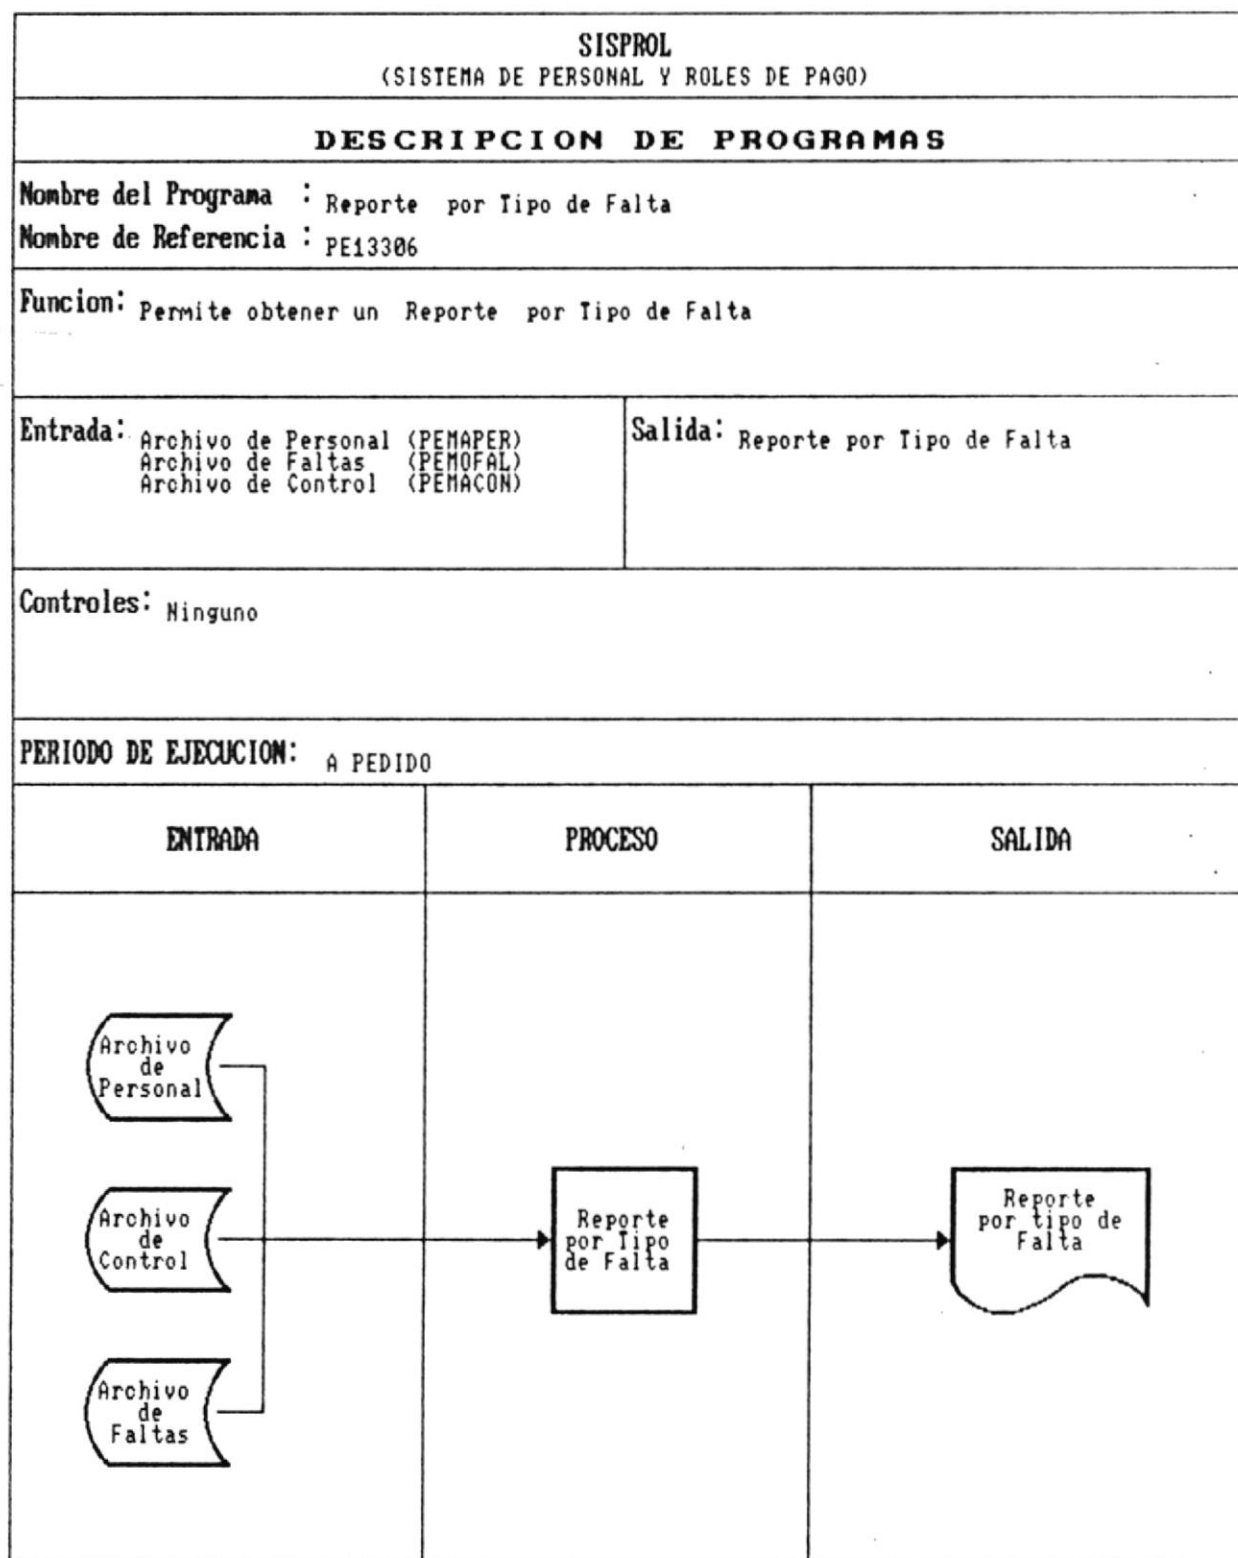 SISPROL
(SISTEMA DE PERSONAL Y ROLES DE PAGO)
DESCRIPCION DE PROGRAMAS
Nombre del Programa : Reporte por Tipo de Falta
Nombre de Referencia : PE13306
Funcion: Permite obtener un Reporte por Tipo de Falta
Entrada: Archivo de Personal (PEMAPER)
Archivo de Faltas (PEMOFAL)
Archivo de Control (PEMACON)
Salida: Reporte por Tipo de Falta
Controles: Ninguno
PERIODO DE EJECUCION: A PEDIDO
ENTRADA
PROCESO
SALIDA
Archivo
de
Personal
Archivo
de
Control
Archivo
de
Faltas
Reporte
por Tipo
de Falta
Reporte
por tipo de
Falta